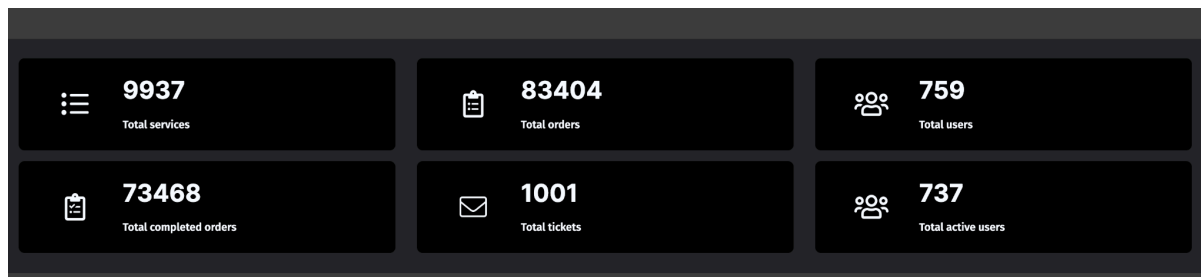 9937
Total services
83404
Total orders
759
Total users
73468
Total completed orders
1001
Total tickets
737
Total active users